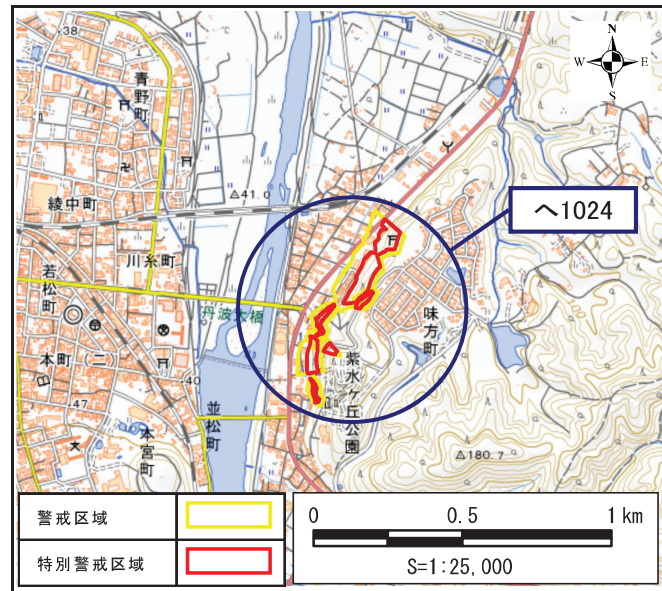 38
青野町
N
W
E
S
綾中町
△41.0
へ1024
川糸町
若松町
丹波大橋
味方町
本町
(二)
40
紫水ケ丘公園
47
並松町
本宮町
△180.7
警戒区域
特別警戒区域
0 0.5 1km
S=1:25,000